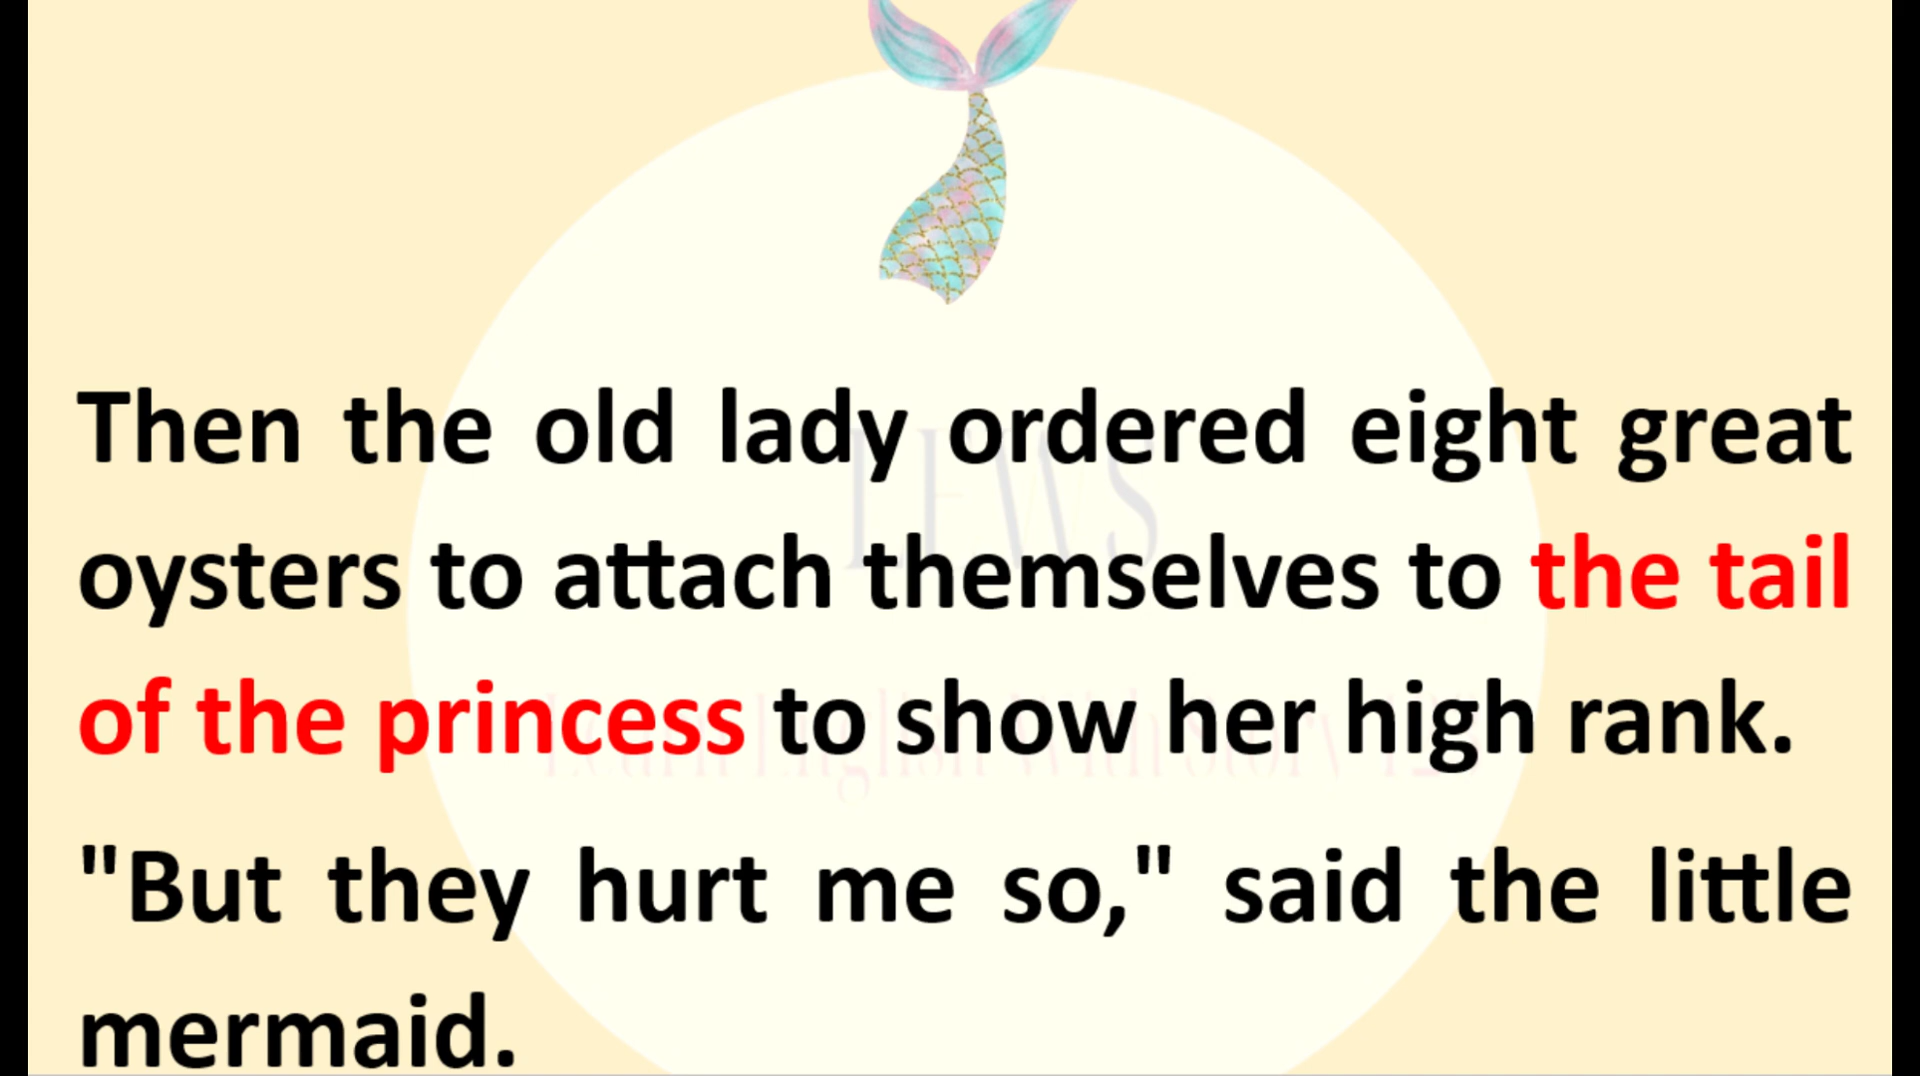 Then the old lady ordered eight great
oysters to attach themselves to the tail
of the princess to show her high rank.
"But they hurt me so," said the little
mermaid.
LEWS